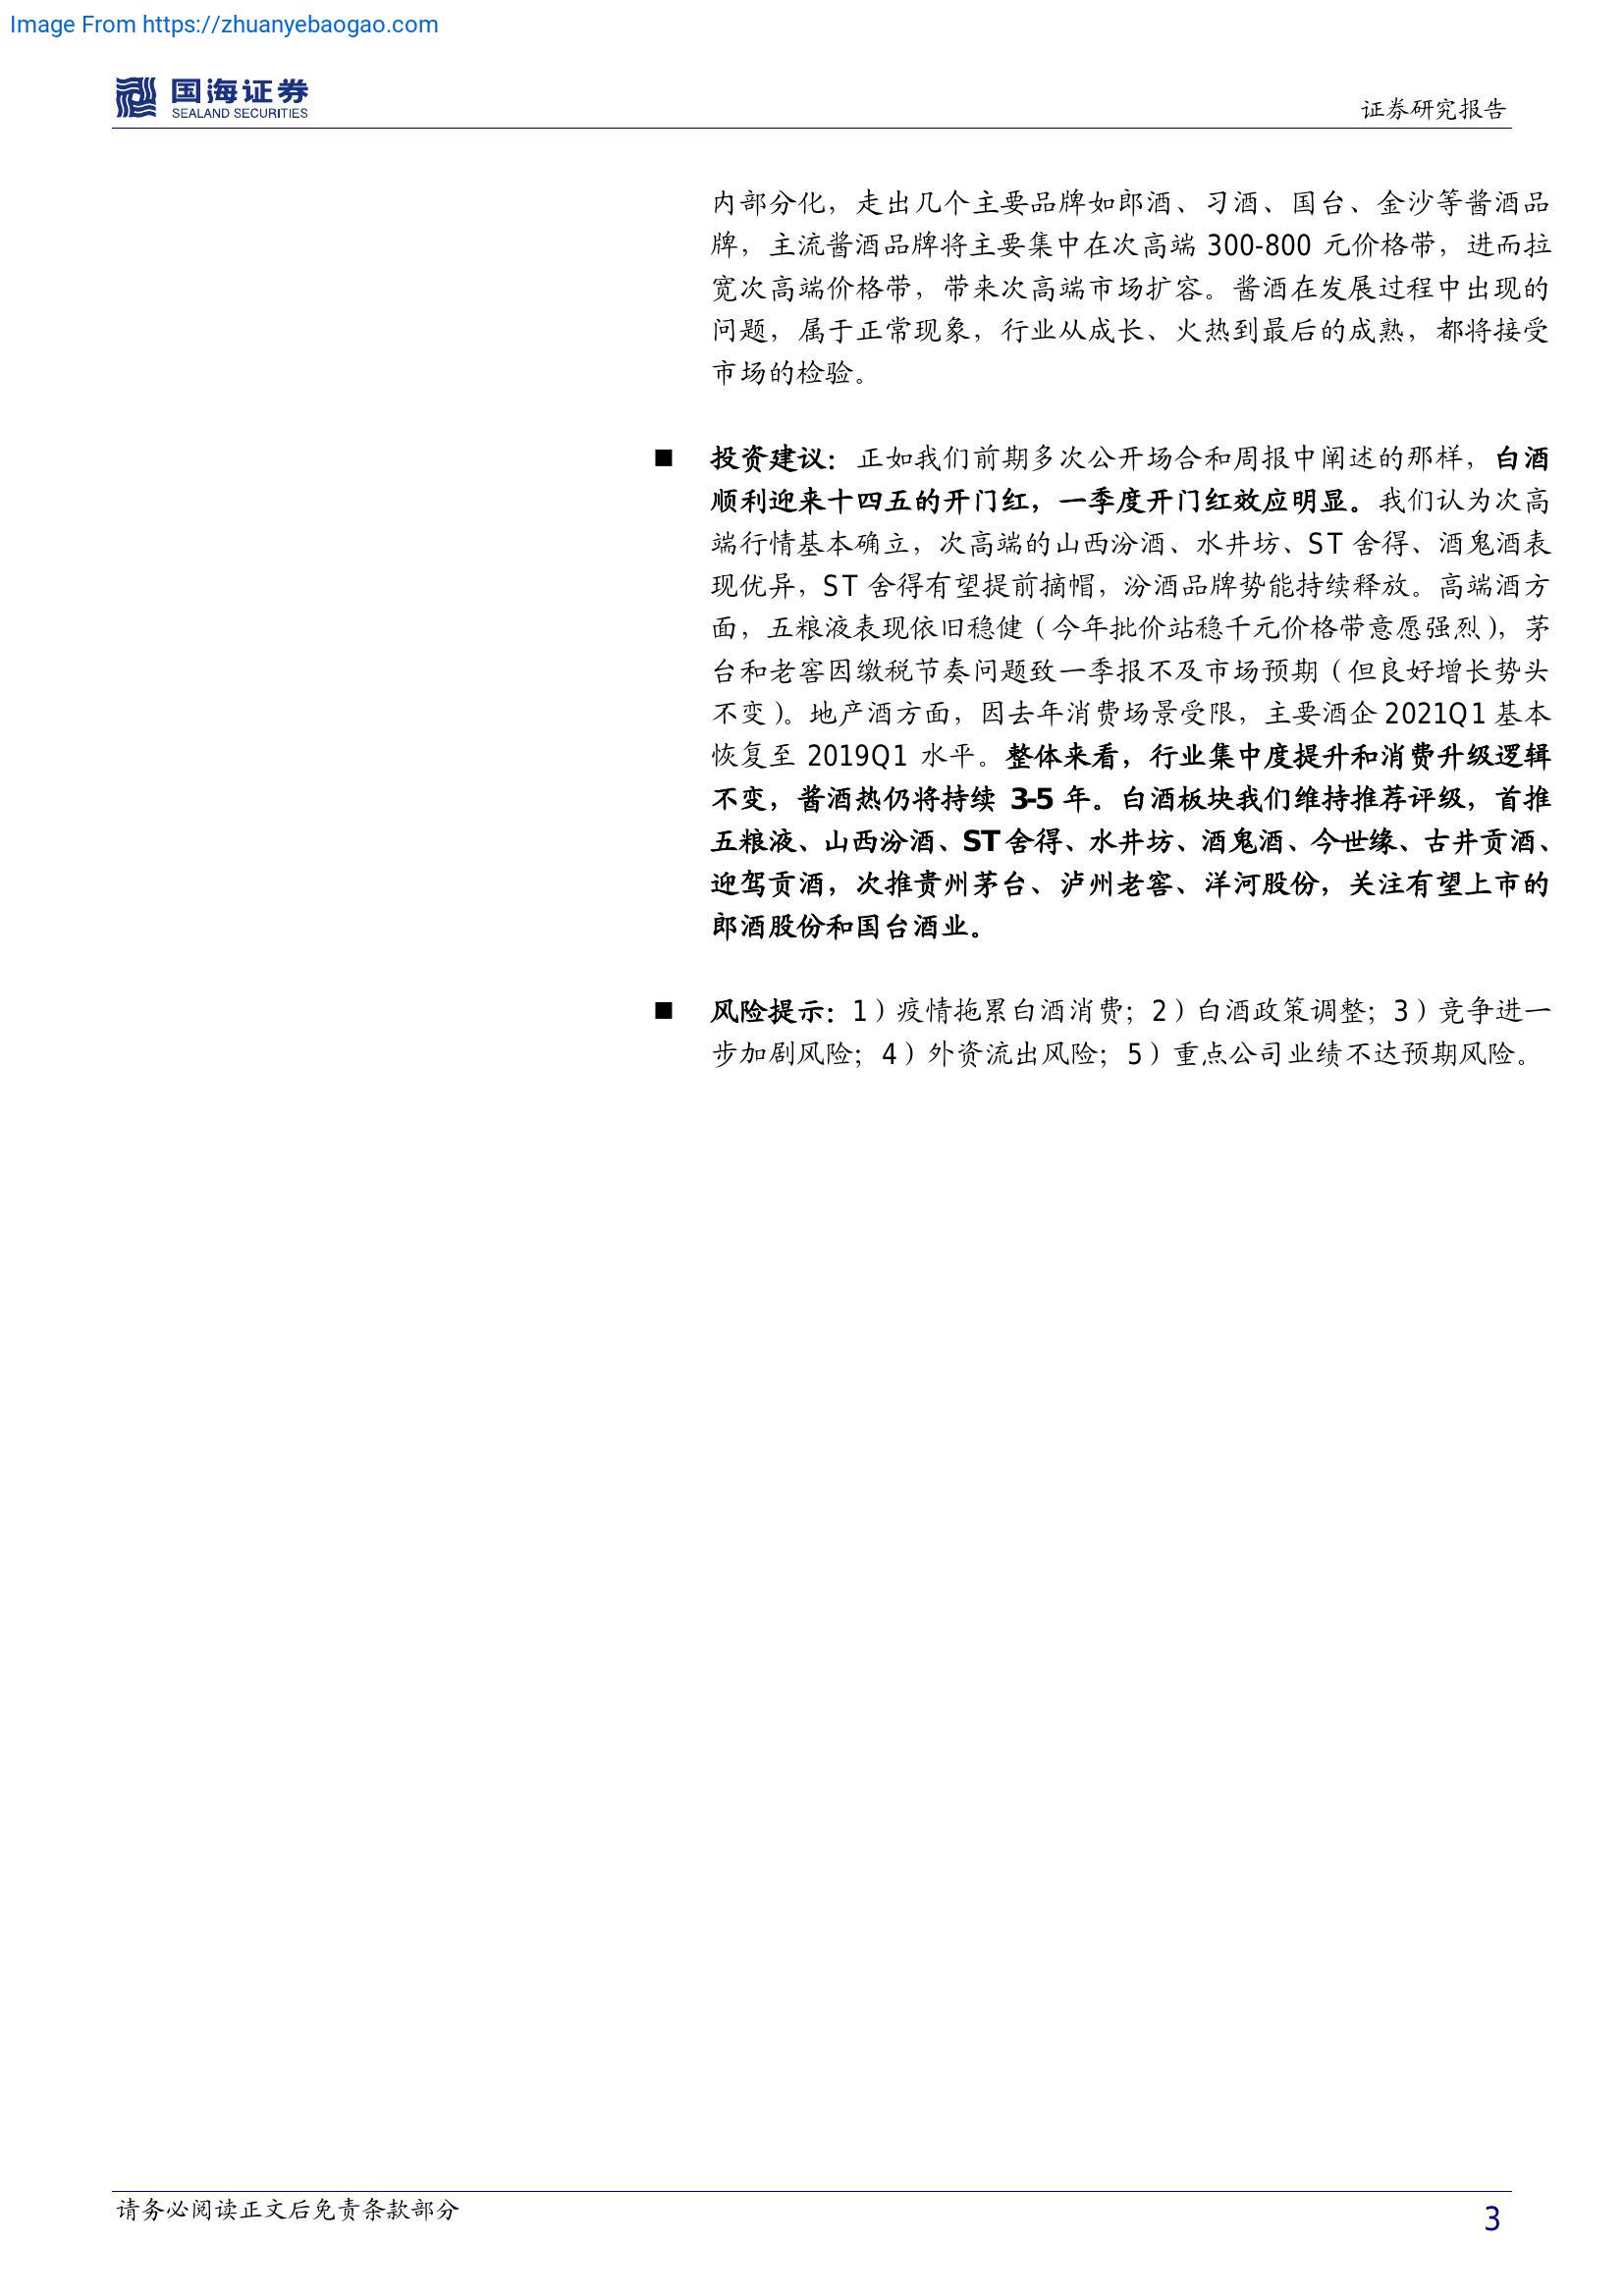 Image From https://zhuanyebaogao.com
国海证券
SEALAND SECURITIES
证券研究报告
内部分化，走出几个主要品牌如郎酒、习酒、国台、金沙等酱酒品
牌，主流酱酒品牌将主要集中在次高端 300-800 元价格带，进而拉
宽次高端价格带，带来次高端市场扩容。酱酒在发展过程中出现的
问题，属于正常现象，行业从成长、火热到最后的成熟，都将接受
市场的检验。
■ 投资建议：正如我们前期多次公开场合和周报中阐述的那样，白酒
顺利迎来十四五的开门红，一季度开门红效应明显。我们认为次高
端行情基本确立，次高端的山西汾酒、水井坊、ST 舍得、酒鬼酒表
现优异，ST 舍得有望提前摘帽，汾酒品牌势能持续释放。高端酒方
面，五粮液表现依旧稳健（今年批价站稳千元价格带意愿强烈），茅
台和老窖因缴税节奏问题致一季报不及市场预期（但良好增长势头
不变）。地产酒方面，因去年消费场景受限，主要酒企 2021Q1 基本
恢复至 2019Q1 水平。整体来看，行业集中度提升和消费升级逻辑
不变，酱酒热仍将持续 3-5 年。白酒板块我们维持推荐评级，首推
五粮液、山西汾酒、ST 舍得、水井坊、酒鬼酒、今世缘、古井贡酒、
迎驾贡酒，次推贵州茅台、泸州老窖、洋河股份，关注有望上市的
郎酒股份和国台酒业。
■ 风险提示：1）疫情拖累白酒消费；2）白酒政策调整；3）竞争进一
步加剧风险；4）外资流出风险；5）重点公司业绩不达预期风险。
请务必阅读正文后免责条款部分
3